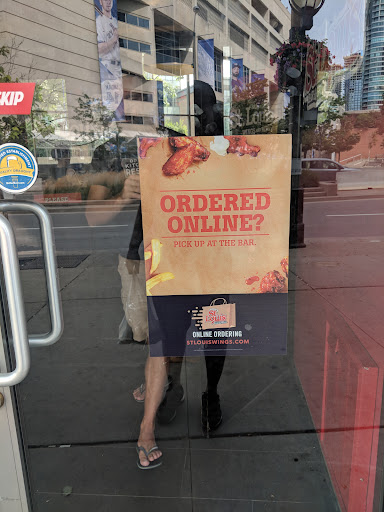 SKIP
ORDERED
ONLINE?
PICK UP AT THE BAR.
St.
Louis
ONLINE ORDERING
STLOUISWINGS.COM